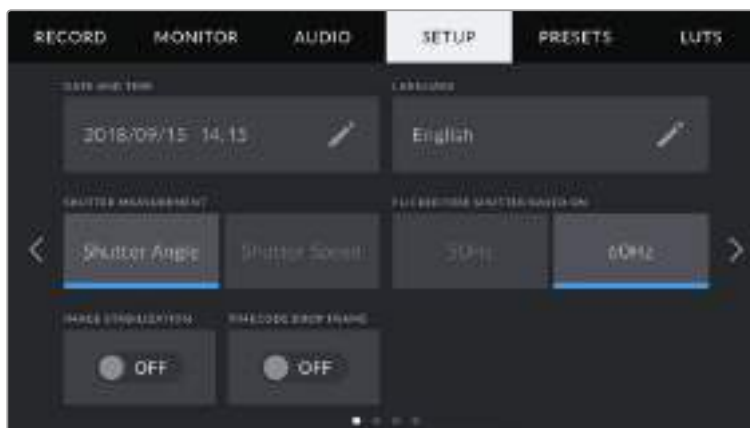 RECORD MONITOR AUDIO SETUP PRESETS LUTS
DATE AND TIME LANGUAGE
2018/09/15 14.15 English
SHUTTER MEASUREMENT FLICKER FREE SHUTTER BASED ON
Shutter Angle Shutter Speed 50Hz 60Hz
IMAGE STABILIZATION TIMECODE DROP FRAME
OFF OFF